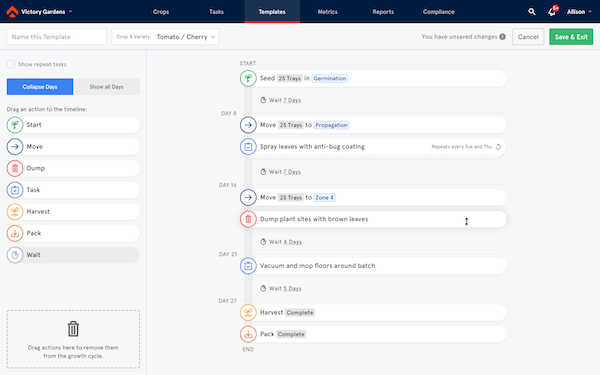 Victory Gardens
Crops
Tasks
Templates
Metrics
Reports
Compliance
9+
Allison
Name this Template
Crop & Variety: Tomato / Cherry
You have unsaved changes
Cancel
Save & Exit
Show repeat tasks
Collapse Days
Show all Days
Drag an action to the timeline:
Start
Move
Dump
Task
Harvest
Pack
Wait
Drag actions here to remove them
from the growth cycle.
START
Seed 25 Trays in Germination
Wait 7 Days
DAY 8
Move 25 Trays to Propagation
Spray leaves with anti-bug coating
Repeats every Tue and Thu
Wait 7 Days
DAY 16
Move 25 Trays to Zone 4
Dump plant sites with brown leaves
Wait 4 Days
DAY 21
Vacuum and mop floors around batch
Wait 5 Days
DAY 27
Harvest Complete
Pack Complete
END